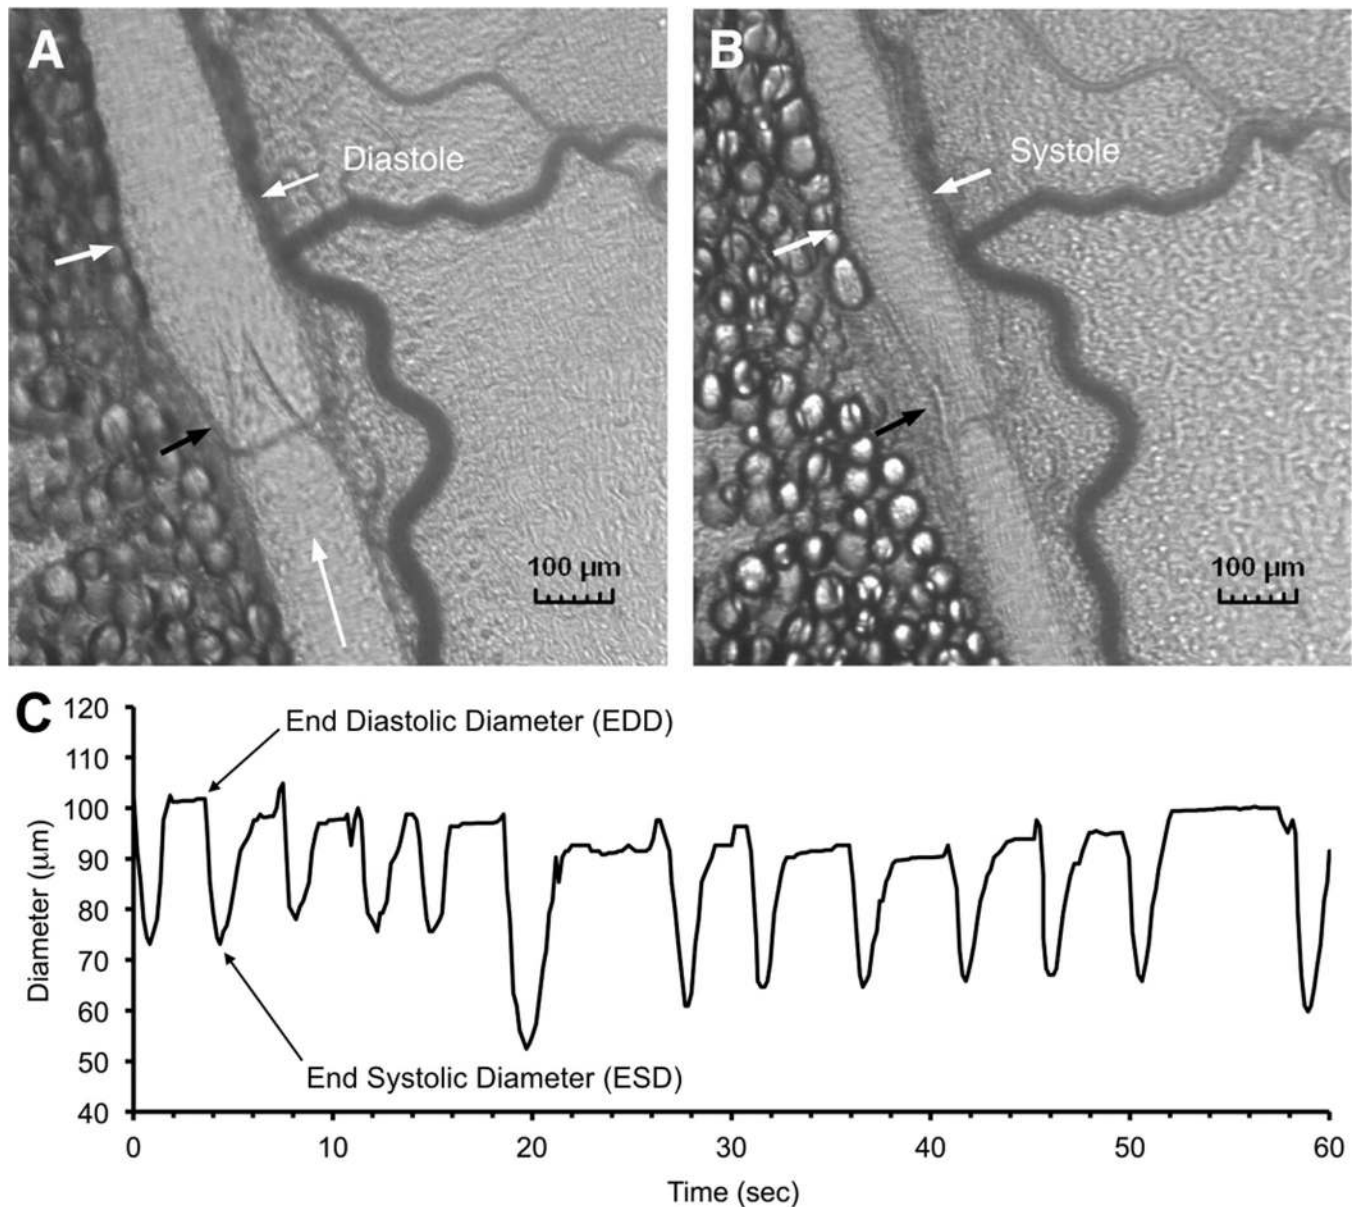 A
B
Diastole
Systole
100 µm
100 µm
C
120
110
100
90
80
70
60
50
40
Diameter (µm)
End Diastolic Diameter (EDD)
End Systolic Diameter (ESD)
0
10
20
30
40
50
60
Time (sec)